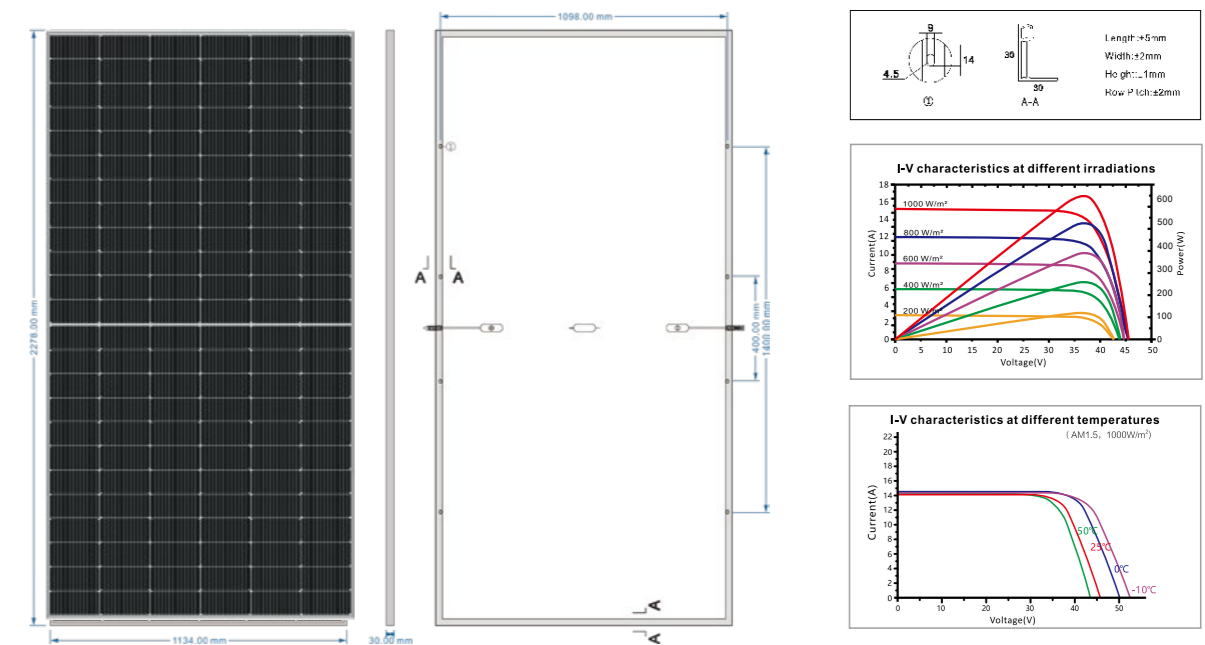 1098.00 mm
2278.00 mm
①
A
A
400.00 mm
1400.00 mm
A
A
1134.00 mm
30.00 mm
9
14
4.5
①
30
30
A-A
Length:±5mm
Width:±2mm
:±2mm
I-V characteristics at different irradiations
Current(A)
18
16
14
12
10
8
6
4
2
0
1000 W/m²
800 W/m²
600 W/m²
400 W/m²
200 W/m²
600
500
400
300
200
100
0
Power(W)
0 5 10 15 20 25 30 35 40 45 50
Voltage(V)
I-V characteristics at different temperatures
( AM1.5, 1000W/m²)
Current(A)
22
20
18
16
14
12
10
8
6
4
2
0
50℃
25℃
0℃
-10℃
0 10 20 30 40 50
Voltage(V)